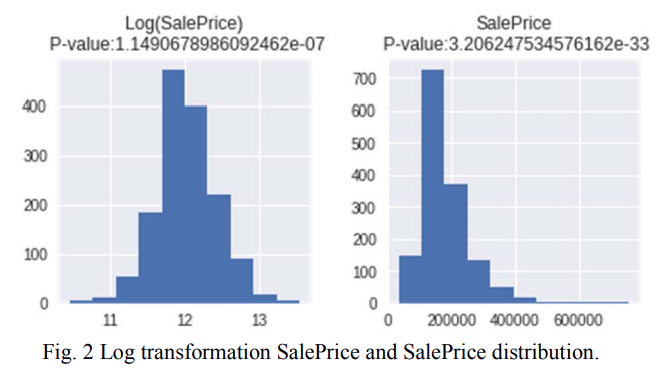 Log(SalePrice)
P-value:1.1490678986092462e-07
SalePrice
P-value:3.206247534576162e-33
400
300
200
100
0
11 12 13
700
600
500
400
300
200
100
0
0 200000 400000 600000
Fig. 2 Log transformation SalePrice and SalePrice distribution.